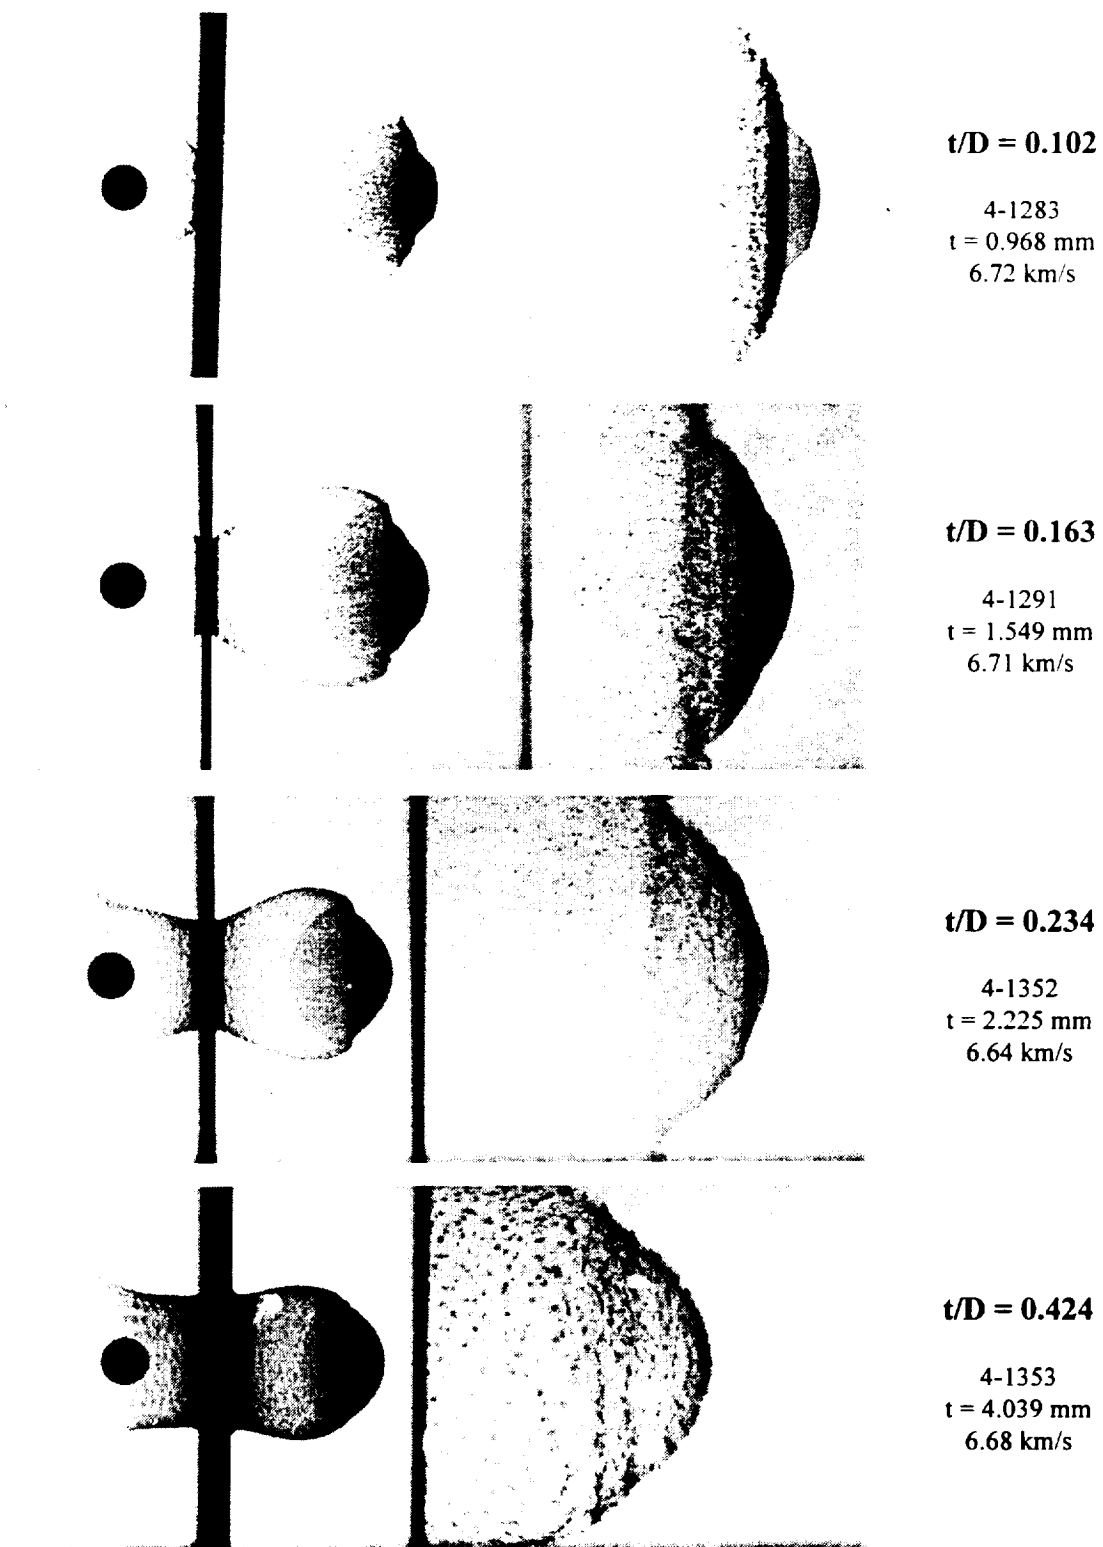 t/D = 0.102
4-1283
t = 0.968 mm
6.72 km/s
t/D = 0.163
4-1291
t = 1.549 mm
6.71 km/s
t/D = 0.234
4-1352
t = 2.225 mm
6.64 km/s
t/D = 0.424
4-1353
t = 4.039 mm
6.68 km/s